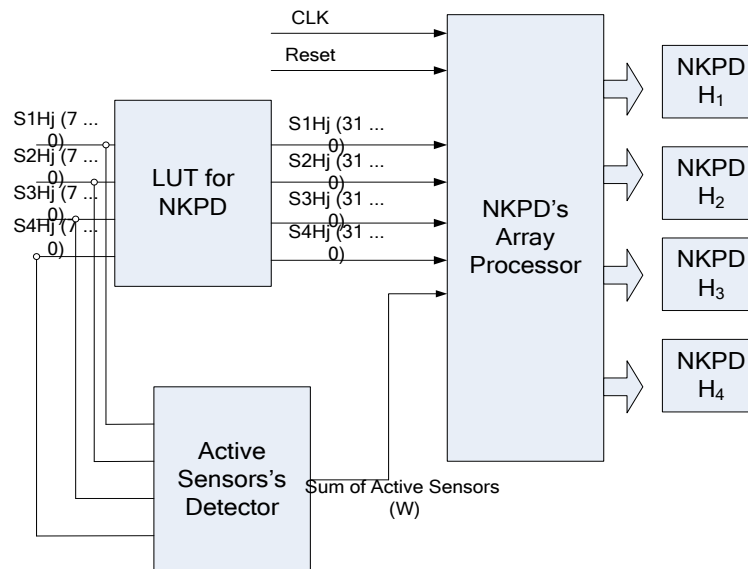 CLK
Reset
S1Hj (7 ...
0)
S2Hj (7 ...
0)
S3Hj (7 ...
0)
S4Hj (7 ...
0)
LUT for
NKPD
S1Hj (31 ...
0)
S2Hj (31 ...
0)
S3Hj (31 ...
0)
S4Hj (31 ...
0)
NKPD's
Array
Processor
NKPD
H₁
NKPD
H₂
NKPD
H₃
NKPD
H₄
Active
Sensors's
Detector
Sum of Active Sensors
(W)